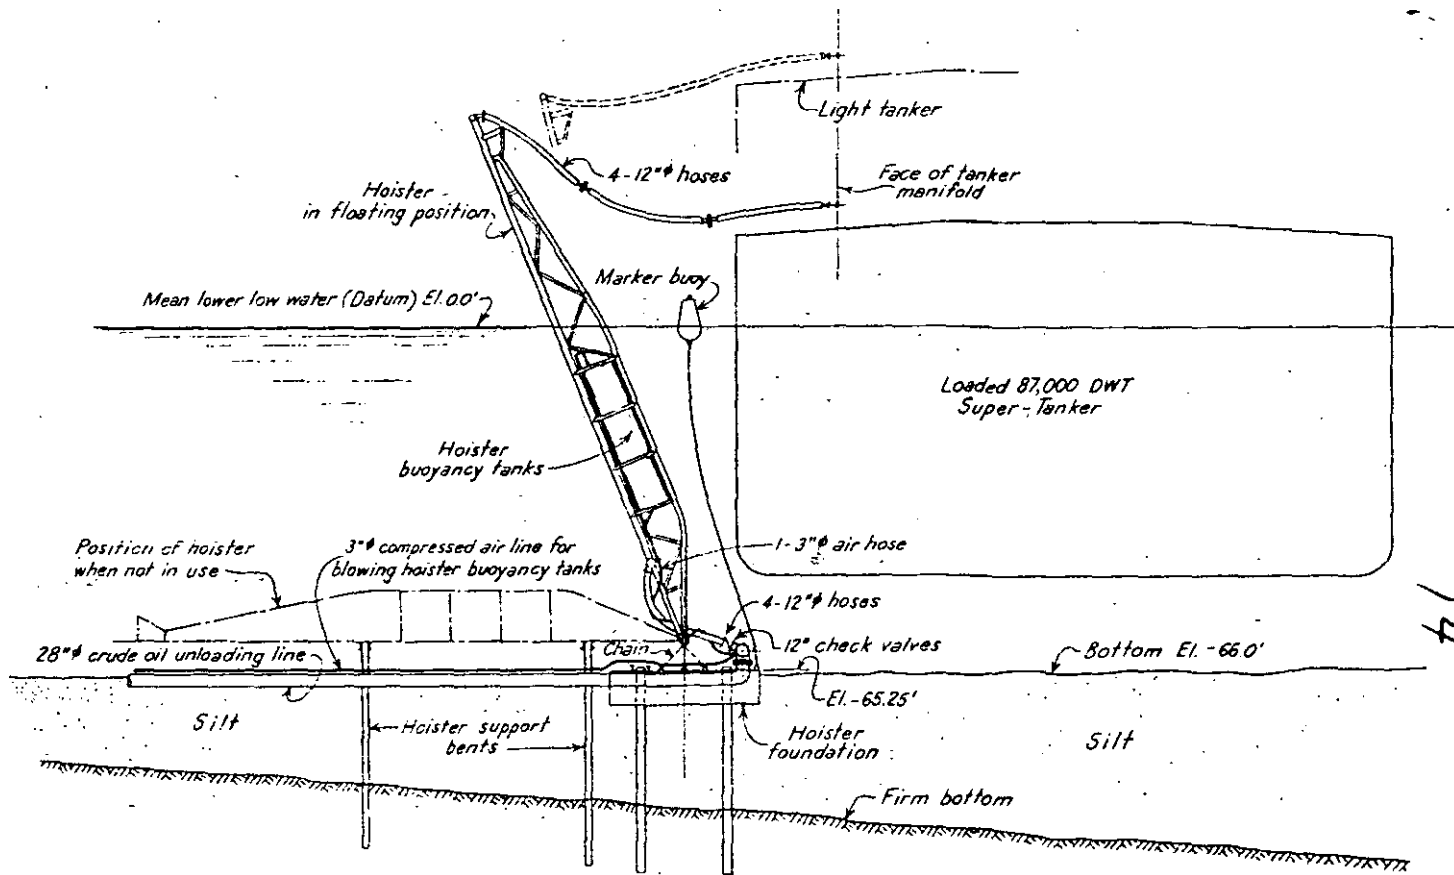 Light tanker
4-12"ϕ hoses
Face of tanker
manifold
Hoister
in floating position
Marker buoy
Mean lower low water (Datum) El. 0.0'
Loaded 87,000 DWT
Super-Tanker
Hoister
buoyancy tanks
Position of hoister
when not in use
3"ϕ compressed air line for
blowing hoister buoyancy tanks
1-3"ϕ air hose
4-12"ϕ hoses
12" check valves
Chain
28"ϕ crude oil unloading line
Bottom El. -66.0'
El. -65.25'
Silt
Hoister support
bents
Hoister
foundation
Silt
Firm bottom
74